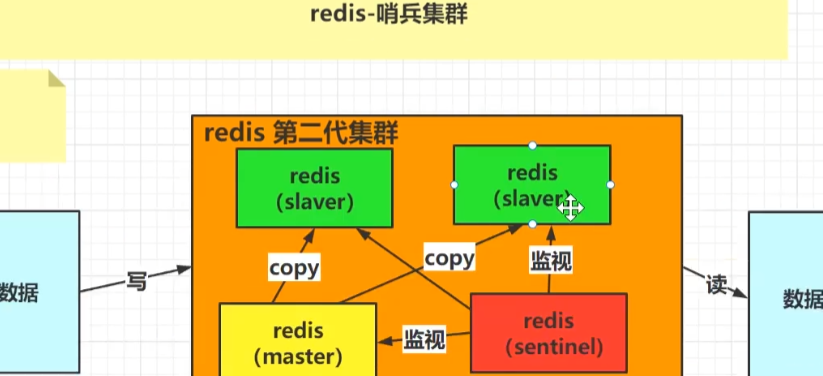 redis-哨兵集群
redis 第二代集群
redis
（slaver）
redis
（slaver）
copy
copy
监视
数据
写
读
数据
redis
（master）
监视
redis
（sentinel）